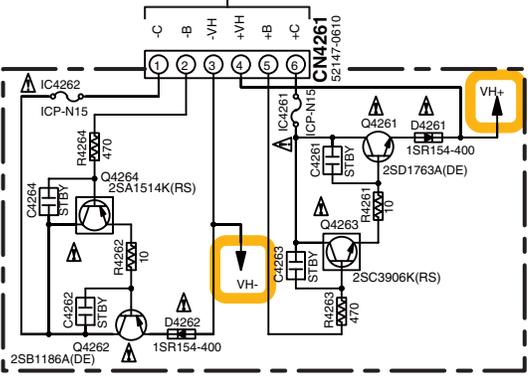 -C
-B
-VH
+VH
+B
+C
CN4261
52147-0610
1 2 3 4 5 6
IC4262
ICP-N15
IC4261
ICP-N15
VH+
Q4261
D4261
1SR154-400
2SD1763A(DE)
R4264
470
C4261
STBY
Q4264
2SA1514K(RS)
C4264
STBY
R4261
10
Q4263
2SC3906K(RS)
R4262
10
C4263
STBY
VH-
C4262
STBY
R4263
470
D4262
1SR154-400
Q4262
2SB1186A(DE)